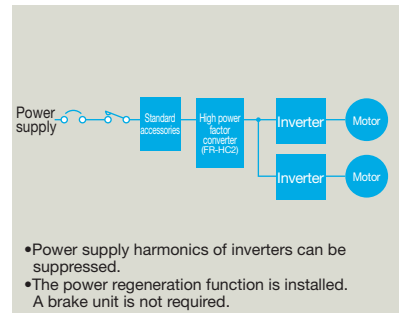 Power
supply
Standard
accessories
High power
factor
converter
(FR-HC2)
Inverter
Motor
Inverter
Motor
•Power supply harmonics of inverters can be
suppressed.
•The power regeneration function is installed.
A brake unit is not required.